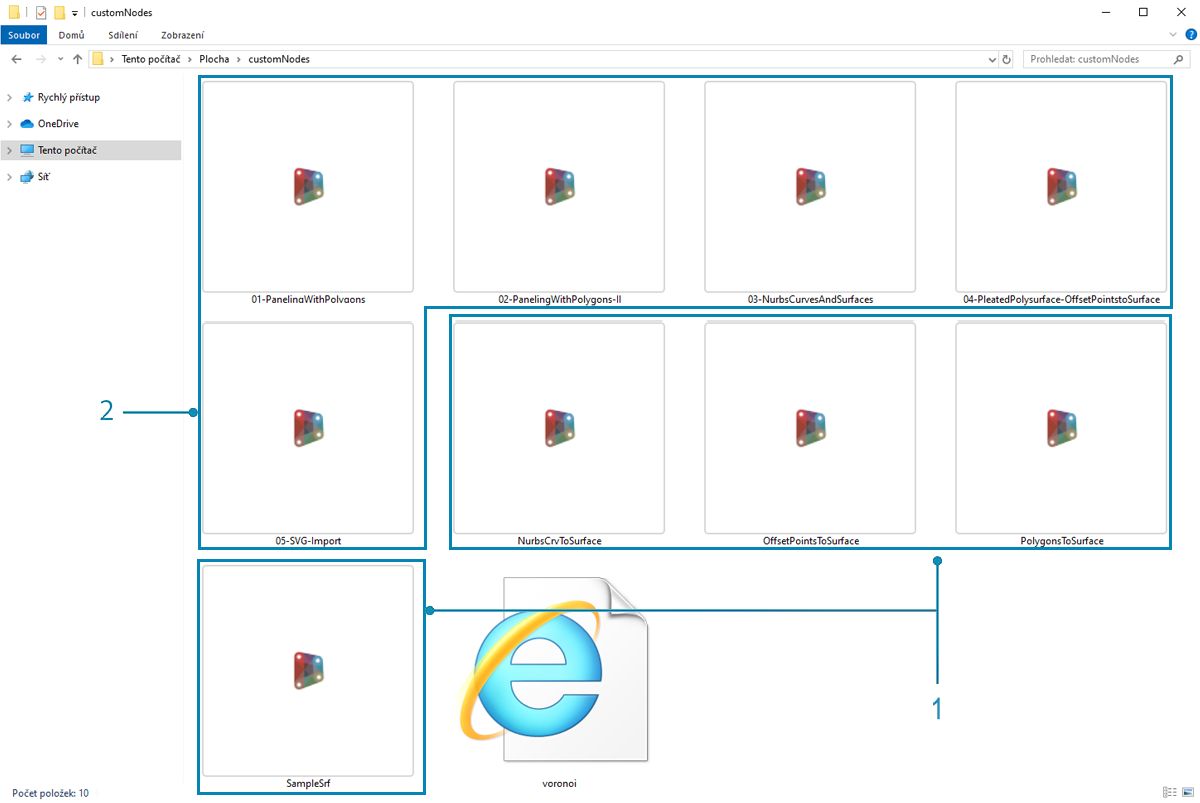 customNodes
Soubor Domů Sdílení Zobrazení
Tento počítač Plocha customNodes Prohledat: customNodes
Rychlý přístup
OneDrive
Tento počítač
Síť
01-PanelingWithPolygons 02-PanelingWithPolygons-II 03-NurbsCurvesAndSurfaces 04-PleatedPolysurface-OffsetPointstoSurface
2
05-SVG-Import NurbsCrvToSurface OffsetPointsToSurface PolygonsToSurface
1
SampleSrf voronoi
Počet položek: 10